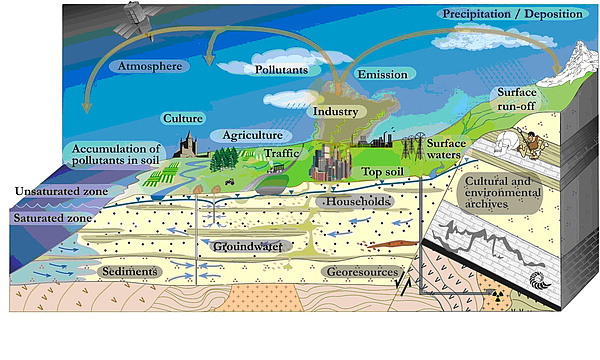 Precipitation / Deposition
Atmosphere
Pollutants
Emission
Surface
run-off
Industry
Culture
Agriculture
Accumulation of
pollutants in soil
Traffic
Surface
waters
Top soil
Unsaturated zone
Households
Cultural and
environmental
archives
Saturated zone
Groundwater
Sediments
Georesources